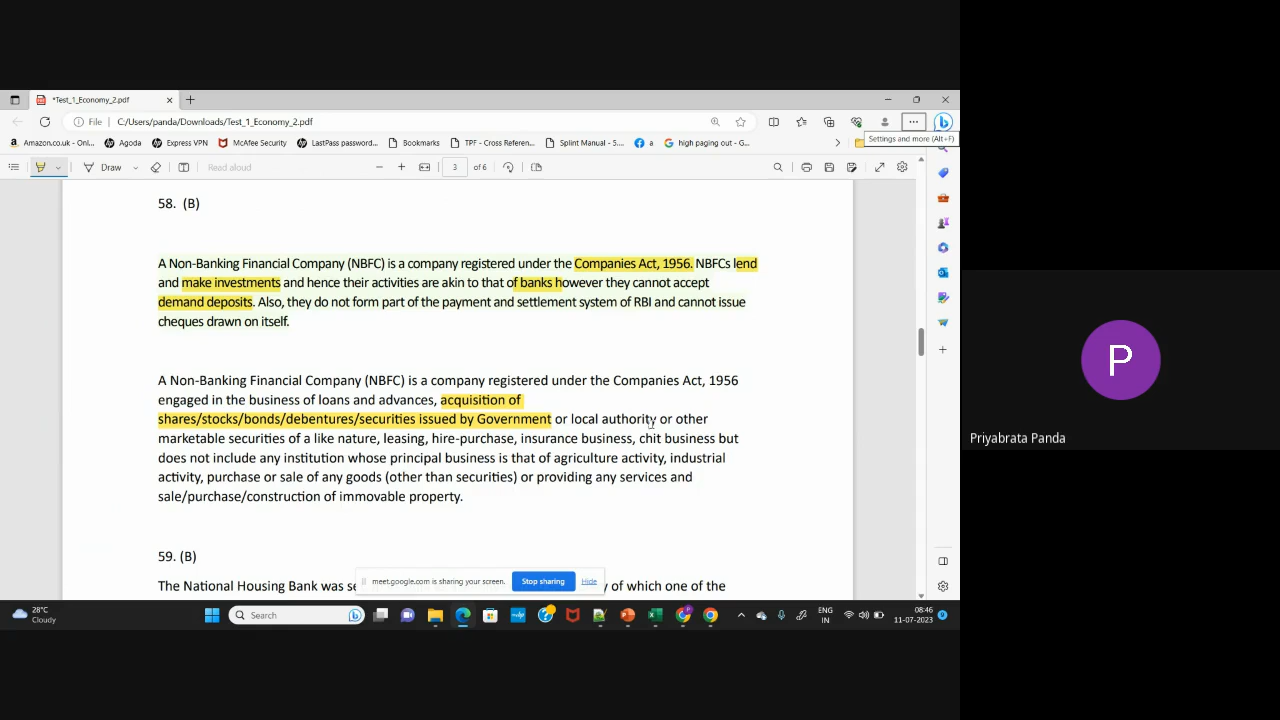 *Test_1_Economy_2.pdf
File C:/Users/panda/Downloads/Test_1_Economy_2.pdf
Settings and more (Alt+F)
Amazon.co.uk - Onl... Agoda Express VPN McAfee Security LastPass password... Bookmarks TPF - Cross Referen... Splint Manual - 5.... a high paging out - G...
Draw Read aloud 3 of 6
58. (B)
A Non-Banking Financial Company (NBFC) is a company registered under the Companies Act, 1956. NBFCs lend
and make investments and hence their activities are akin to that of banks however they cannot accept
demand deposits. Also, they do not form part of the payment and settlement system of RBI and cannot issue
cheques drawn on itself.
A Non-Banking Financial Company (NBFC) is a company registered under the Companies Act, 1956
engaged in the business of loans and advances, acquisition of
shares/stocks/bonds/debentures/securities issued by Government or local authority or other
marketable securities of a like nature, leasing, hire-purchase, insurance business, chit business but
does not include any institution whose principal business is that of agriculture activity, industrial
activity, purchase or sale of any goods (other than securities) or providing any services and
sale/purchase/construction of immovable property.
59. (B)
The National Housing Bank was se
y of which one of the
meet.google.com is sharing your screen. Stop sharing Hide
P
Priyabrata Panda
28°C
Cloudy
Search
ENG
IN
08:46
11-07-2023